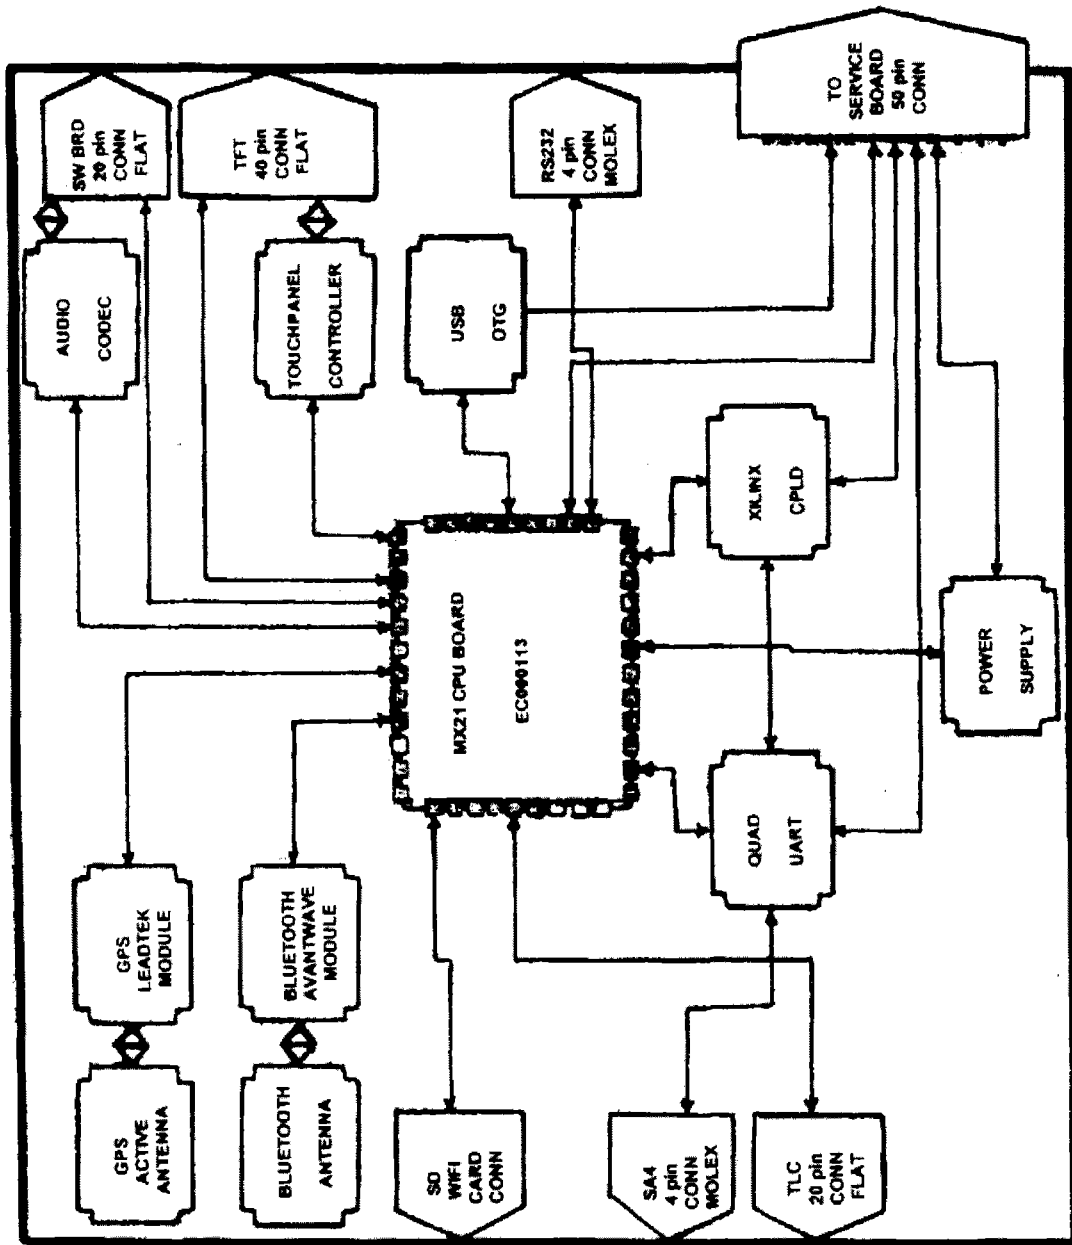 GPS
ACTIVE
ANTENNA
GPS
LEADTEK
MODULE
AUDIO
CODEC
SW BRD
20 pin
CONN
FLAT
BLUETOOTH
ANTENNA
BLUETOOTH
AVANTWAVE
MODULE
TOUCHPANEL
CONTROLLER
TFT
40 pin
CONN
FLAT
SD
WIFI
CARD
CONN
MX21 CPU BOARD
EC000113
USB
OTG
RS232
4 pin
CONN
MOLEX
SA4
4 pin
CONN
MOLEX
QUAD
UART
XILINX
CPLD
TLC
20 pin
CONN
FLAT
POWER
SUPPLY
TO
SERVICE
BOARD
50 pin
CONN